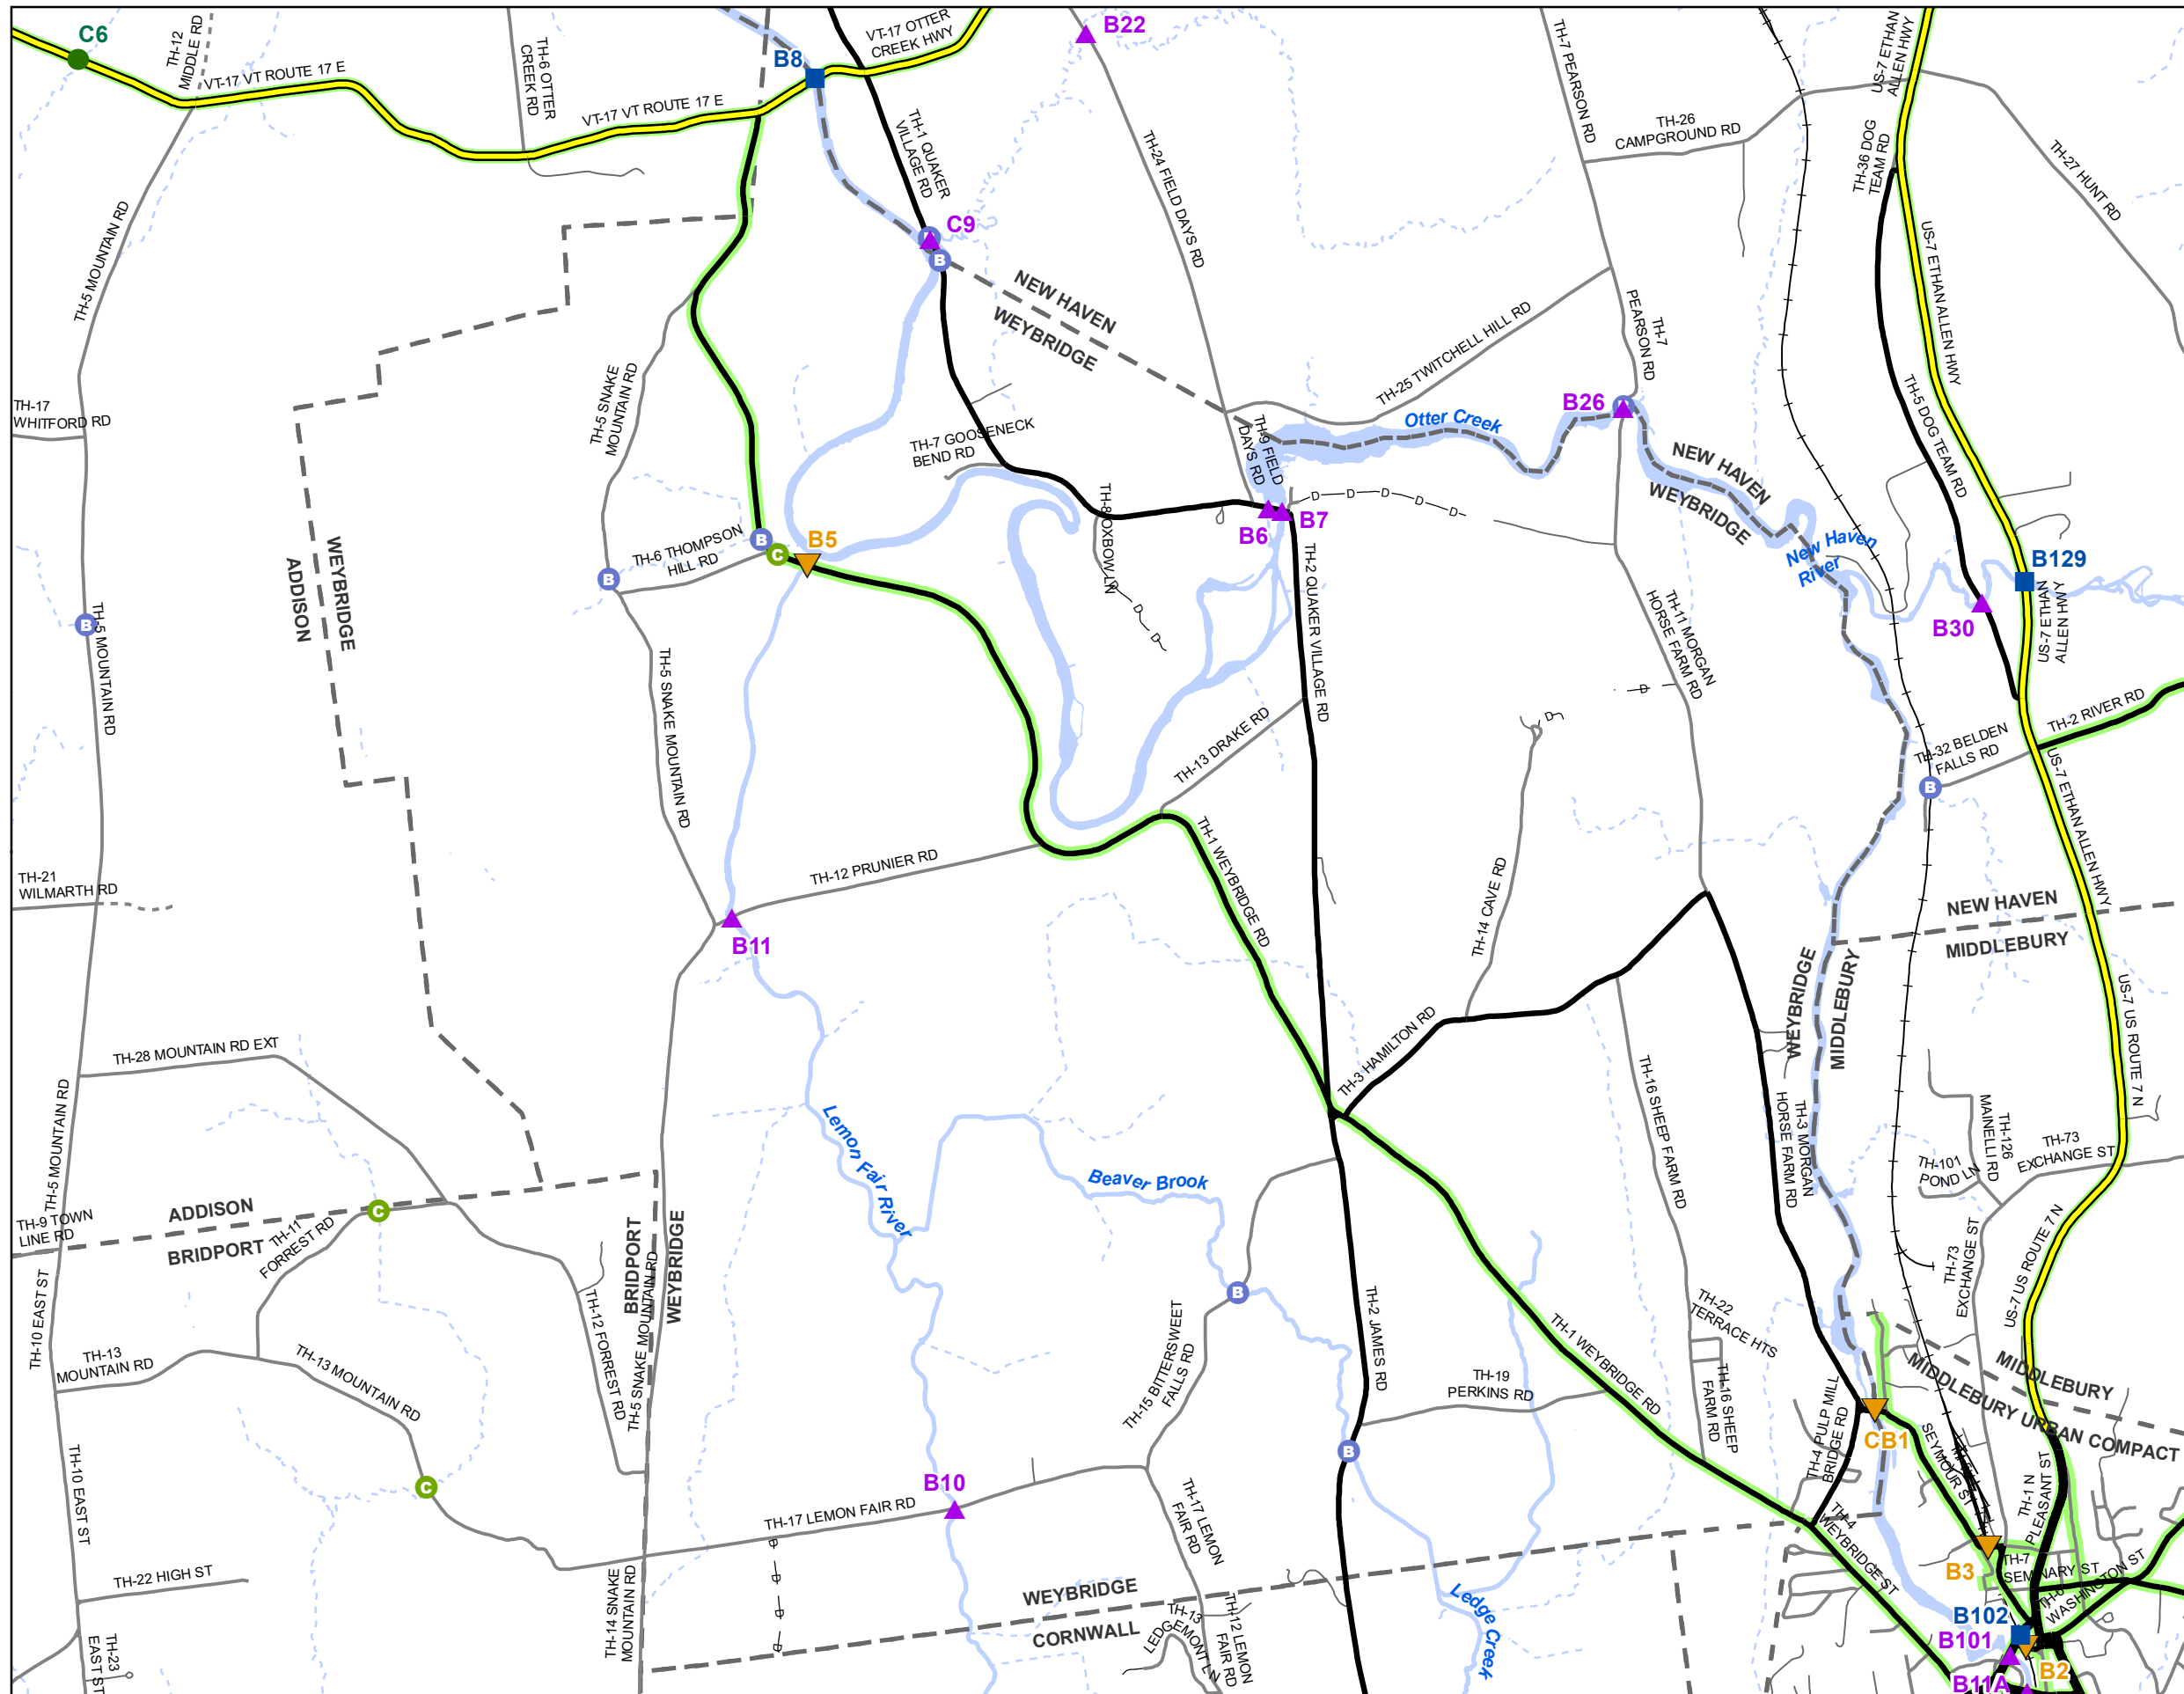 C6
TH-12
MIDDLE RD
VT-17 VT ROUTE 17 E
TH-6 OTTER
CREEK RD
VT-17 VT ROUTE 17 E
B8
VT-17 OTTER
CREEK HWY
B22
TH-1 QUAKER
VILLAGE RD
C9
TH-24 FIELD DAYS RD
TH-7 PEARSON RD
TH-26
CAMPGROUND RD
US-7 ETHAN
ALLEN HWY
TH-36 DOG
TEAM RD
TH-27 HUNT RD
US-7 ETHAN ALLEN HWY
B
TH-5 MOUNTAIN RD
NEW HAVEN
WEYBRIDGE
TH-25 TWITCHELL HILL RD
TH-7
PEARSON RD
TH-17
WHITFORD RD
TH-5 SNAKE
MOUNTAIN RD
TH-7 GOOSENECK
BEND RD
TH-9 FIELD
DAYS RD
Otter Creek
B26
NEW HAVEN
WEYBRIDGE
TH-5 DOG TEAM RD
D
D
D
D
D
B6
B7
TH-8 OXBOW LN
D
D
B
C
B5
TH-6 THOMPSON
HILL RD
B
New Haven
River
B129
B30
US-7 ETHAN
ALLEN HWY
ADDISON
WEYBRIDGE
B
TH-5 MOUNTAIN RD
TH-5 SNAKE MOUNTAIN RD
TH-2 QUAKER VILLAGE RD
TH-11 MORGAN
HORSE FARM RD
D
D
TH-13 DRAKE RD
TH-2 RIVER RD
TH-32 BELDEN
FALLS RD
B
US-7 ETHAN ALLEN HWY
TH-21
WILMARTH RD
TH-12 PRUNIER RD
B11
TH-1 WEYBRIDGE RD
TH-14 CAVE RD
NEW HAVEN
MIDDLEBURY
WEYBRIDGE
MIDDLEBURY
US-7 US ROUTE 7 N
TH-28 MOUNTAIN RD EXT
TH-5 MOUNTAIN RD
TH-3 HAMILTON RD
TH-16 SHEEP FARM RD
TH-3 MORGAN
HORSE FARM RD
TH-126
MAINELLI RD
TH-101
POND LN
TH-73
EXCHANGE ST
Lemon Fair River
Beaver Brook
ADDISON
BRIDPORT
TH-9 TOWN
LINE RD
C
TH-11
FORREST RD
BRIDPORT
WEYBRIDGE
TH-5 SNAKE MOUNTAIN RD
TH-12 FORREST RD
TH-10 EAST ST
TH-13
MOUNTAIN RD
TH-13 MOUNTAIN RD
B
TH-15 BITTERSWEET
FALLS RD
TH-2 JAMES RD
TH-19
PERKINS RD
TH-1 WEYBRIDGE RD
TH-22
TERRACE HTS
TH-16 SHEEP
FARM RD
TH-73
EXCHANGE ST
US-7 US ROUTE 7 N
MIDDLEBURY
MIDDLEBURY URBAN COMPACT
TH-4 PULP MILL
BRIDGE RD
CB1
SEYMOUR ST
TH-1 N
PLEASANT ST
C
TH-10 EAST ST
B
B10
TH-17 LEMON FAIR RD
TH-17 LEMON
FAIR RD
TH-4
WEYBRIDGE ST
B3
TH-7
SEMINARY ST
TH-6
WASHINGTON ST
TH-22 HIGH ST
TH-14 SNAKE
MOUNTAIN RD
D
D
D
D
WEYBRIDGE
CORNWALL
TH-13
LEDGEMONT LN
TH-12 LEMON
FAIR RD
Ledge Creek
TH-23
EAST ST
B102
B101
B2
B11A